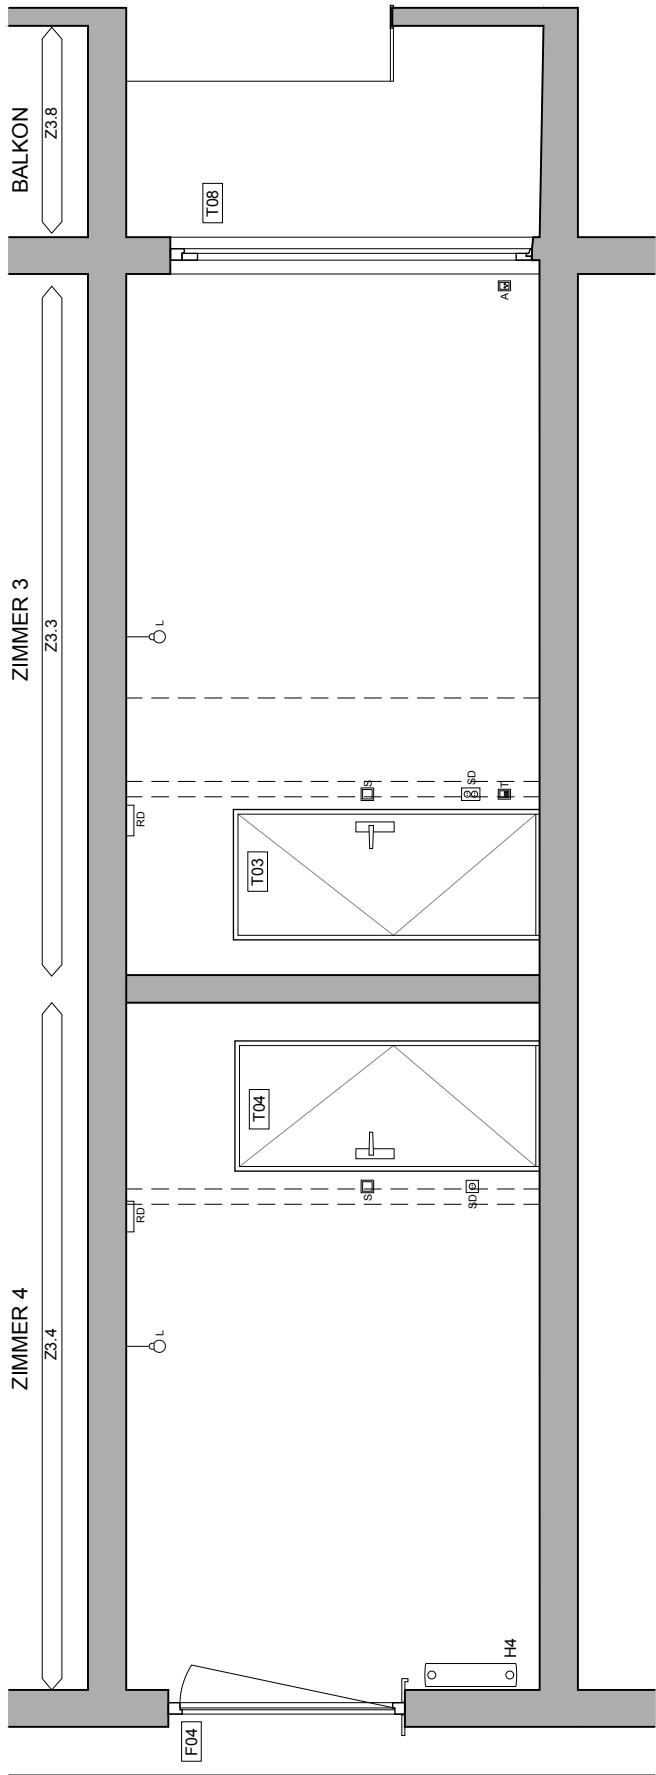 ZIMMER 4 ZIMMER 3 BALKON
Z3.4 Z3.3 Z3.8
RD RD
L L
F04 T08
T04 T03
S S
SD SD
H4 T A